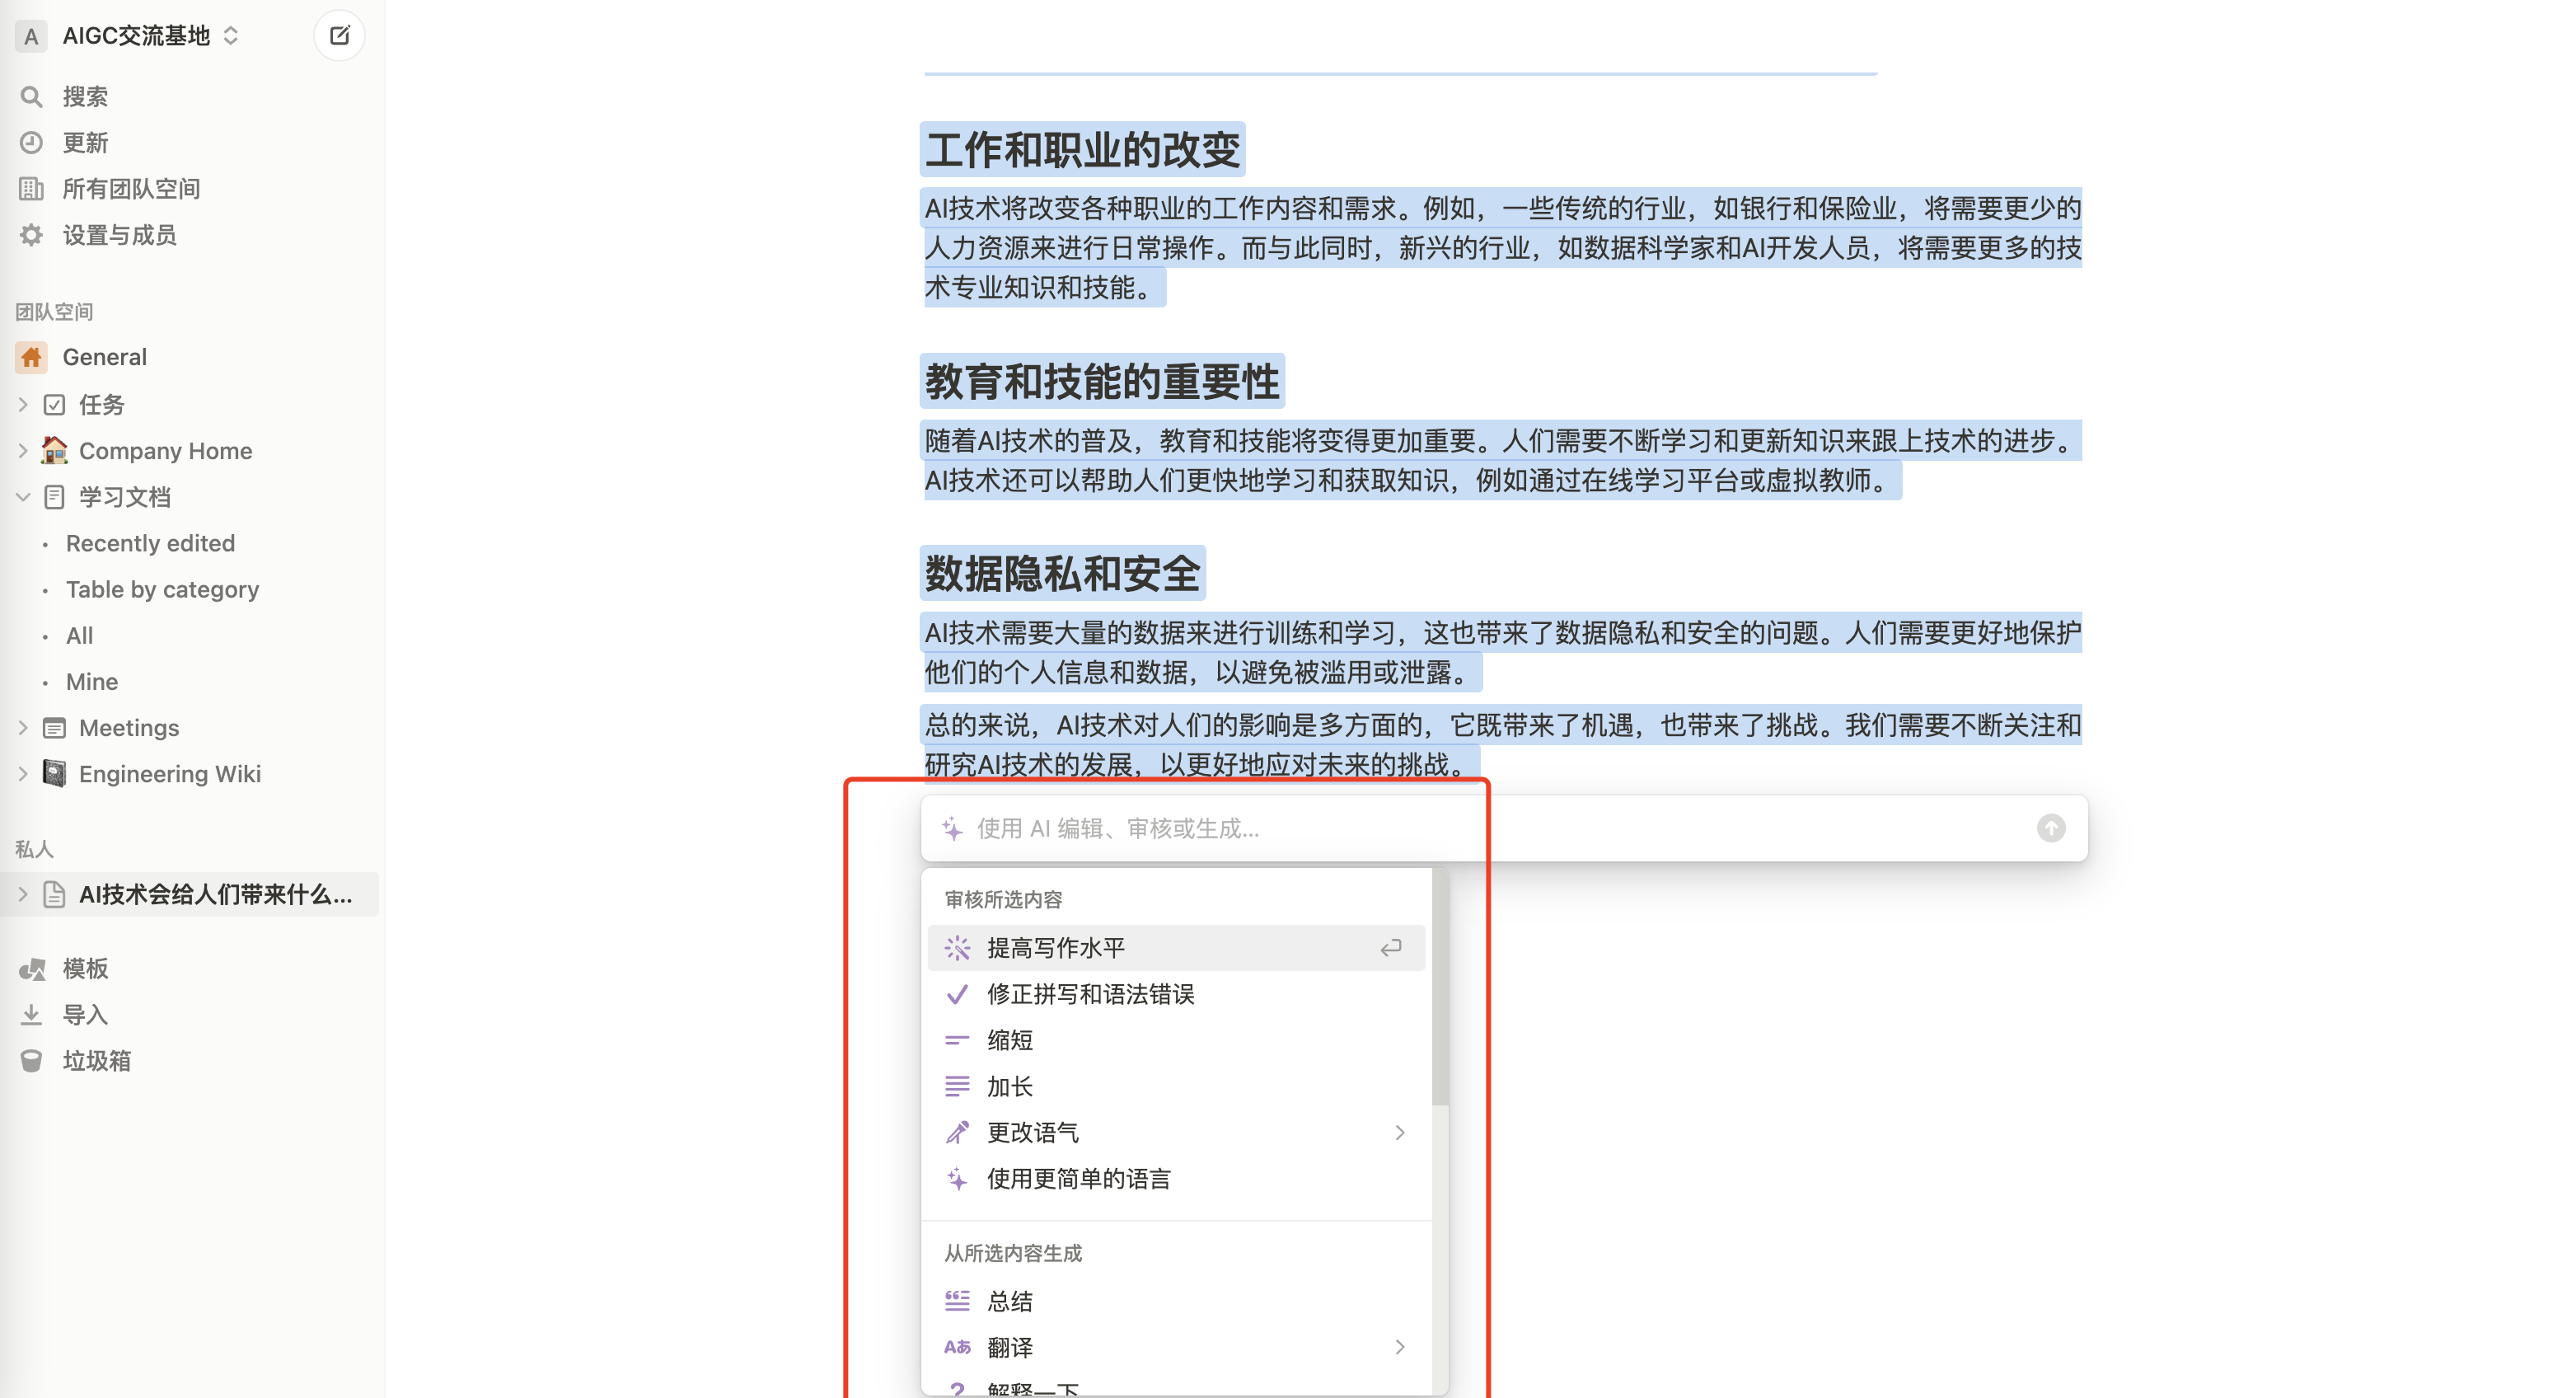 A AIGC交流基地
搜索
更新
所有团队空间
设置与成员
团队空间
General
任务
Company Home
学习文档
Recently edited
Table by category
All
Mine
Meetings
Engineering Wiki
私人
AI技术会给人们带来什么...
模板
导入
垃圾箱
工作和职业的改变
AI技术将改变各种职业的工作内容和需求。例如，一些传统的行业，如银行和保险业，将需要更少的
人力资源来进行日常操作。而与此同时，新兴的行业，如数据科学家和AI开发人员，将需要更多的技
术专业知识和技能。
教育和技能的重要性
随着AI技术的普及，教育和技能将变得更加重要。人们需要不断学习和更新知识来跟上技术的进步。
AI技术还可以帮助人们更快地学习和获取知识，例如通过在线学习平台或虚拟教师。
数据隐私和安全
AI技术需要大量的数据来进行训练和学习，这也带来了数据隐私和安全的问题。人们需要更好地保护
他们的个人信息和数据，以避免被滥用或泄露。
总的来说，AI技术对人们的影响是多方面的，它既带来了机遇，也带来了挑战。我们需要不断关注和
研究AI技术的发展，以更好地应对未来的挑战。
使用 AI 编辑、审核或生成...
审核所选内容
提高写作水平
修正拼写和语法错误
缩短
加长
更改语气
使用更简单的语言
从所选内容生成
总结
Aあ 翻译
? 解释一下